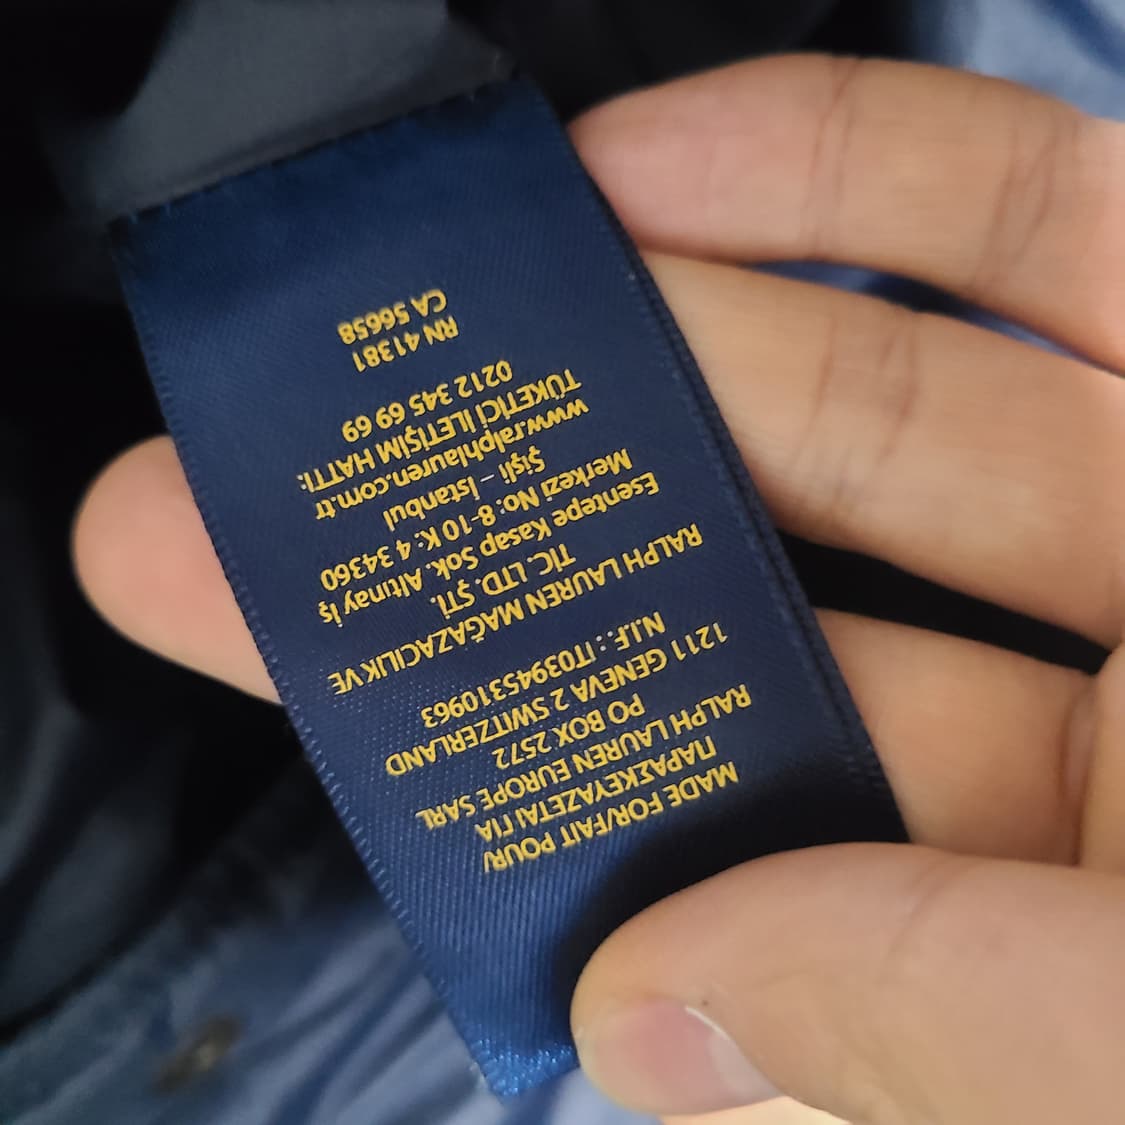 MADE FOR/FAIT POUR/
ΠΑΡΑΣΚΕΥΑΖΕΤΑΙ ΓΙΑ
RALPH LAUREN EUROPE SARL
PO BOX 2572
1211 GENEVA 2 SWITZERLAND
N.I.F. : IT03945310963
RALPH LAUREN MAĞAZACILIK VE
TİC. LTD. ŞTİ.
Esentepe Kasap Sok. Altınay İş
Merkezi No: 8-10 K: 4 34360
Şişli – İstanbul
www.ralphlauren.com.tr
TÜKETİCİ İLETİŞİM HATTI:
0212 345 69 69
RN 41381
CA 56658